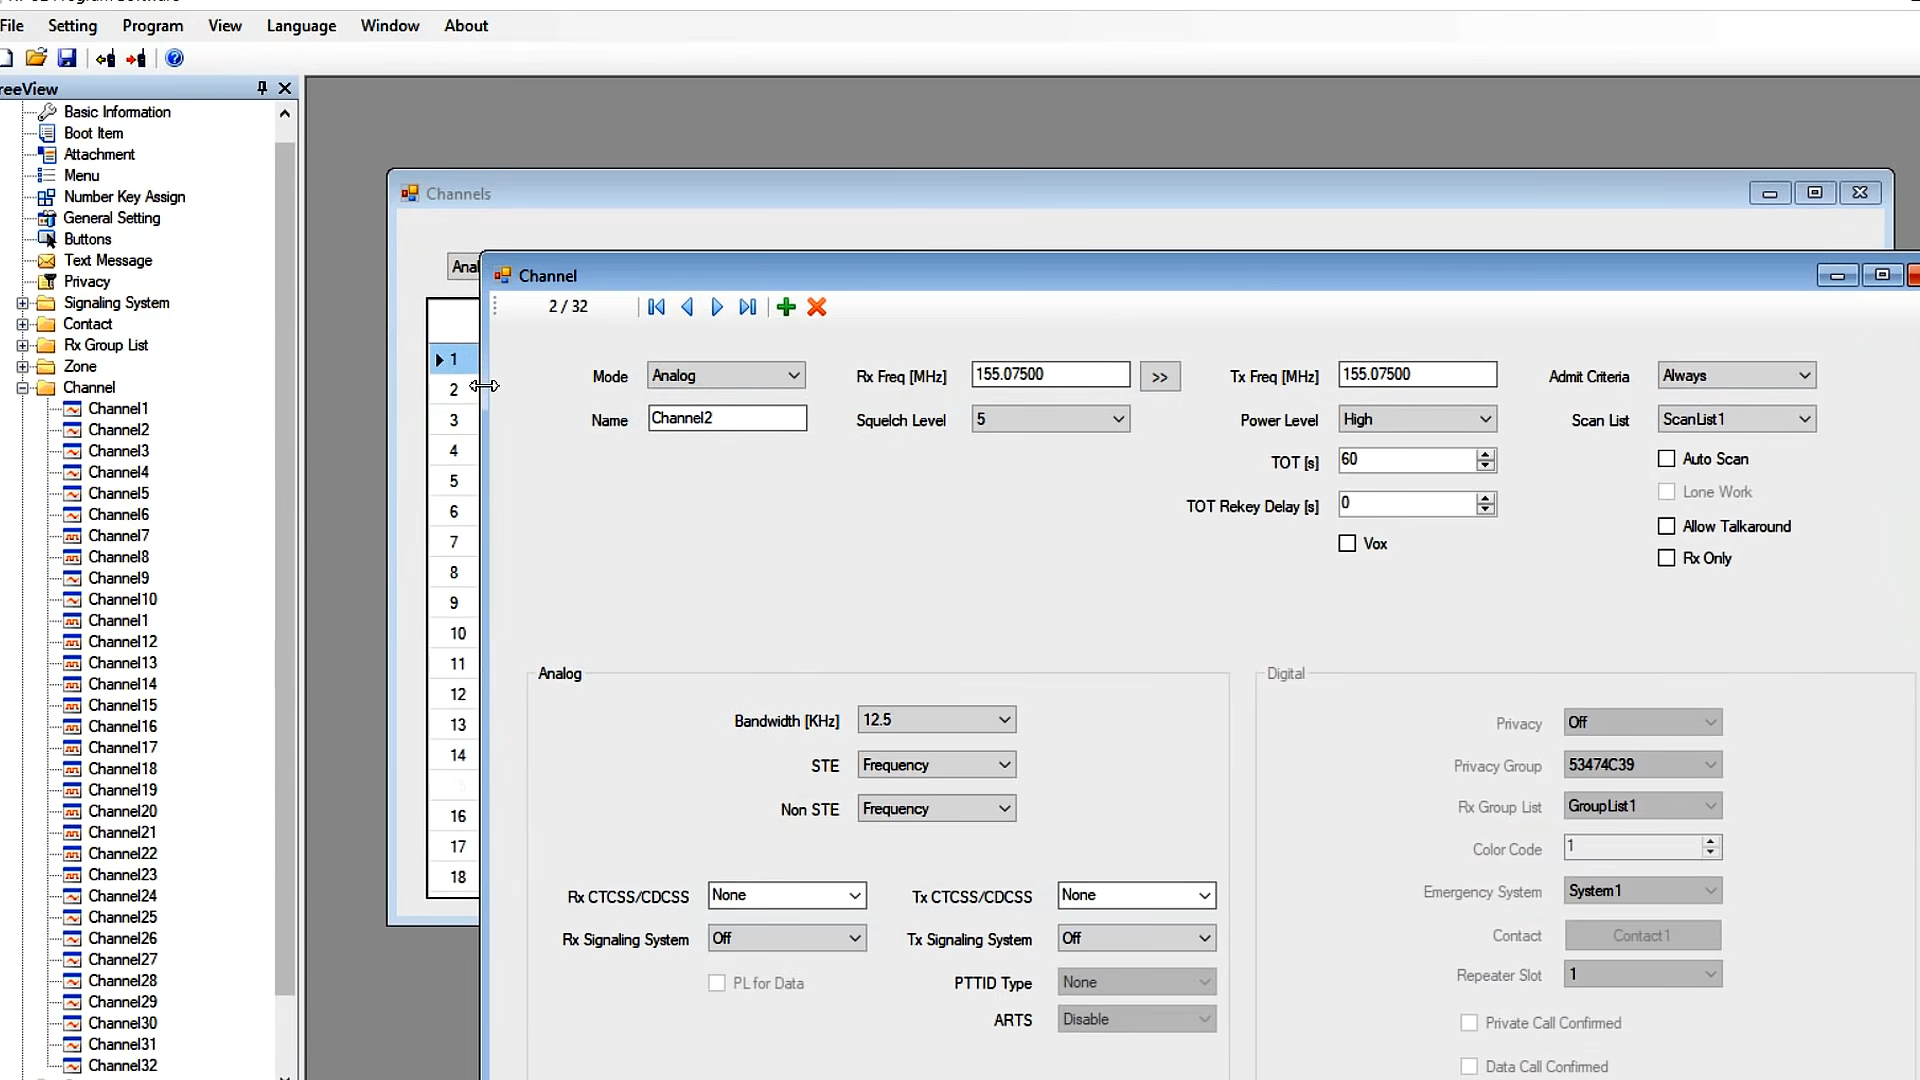 Program Software
File Setting Program View Language Window About
reeView
Basic Information
Boot Item
Attachment
Menu
Number Key Assign
General Setting
Buttons
Text Message
Privacy
Signaling System
Contact
Rx Group List
Zone
Channel
Channel1
Channel2
Channel3
Channel4
Channel5
Channel6
Channel7
Channel8
Channel9
Channel10
Channel1
Channel12
Channel13
Channel14
Channel15
Channel16
Channel17
Channel18
Channel19
Channel20
Channel21
Channel22
Channel23
Channel24
Channel25
Channel26
Channel27
Channel28
Channel29
Channel30
Channel31
Channel32
Channels
Anal
1
2
3
4
5
6
7
8
9
10
11
12
13
14
15
16
17
18
Channel
2 / 32
Mode Analog Rx Freq [MHz] 155.07500 >> Tx Freq [MHz] 155.07500 Admit Criteria Always
Name Channel2 Squelch Level 5 Power Level High Scan List ScanList1
TOT [s] 60 Auto Scan
Lone Work
TOT Rekey Delay [s] 0 Allow Talkaround
Vox Rx Only
Analog
Bandwidth [KHz] 12.5
STE Frequency
Non STE Frequency
Rx CTCSS/CDCSS None Tx CTCSS/CDCSS None
Rx Signaling System Off Tx Signaling System Off
PL for Data PTTID Type None
ARTS Disable
Digital
Privacy Off
Privacy Group 53474C39
Rx Group List GroupList1
Color Code 1
Emergency System System1
Contact Contact1
Repeater Slot 1
Private Call Confirmed
Data Call Confirmed